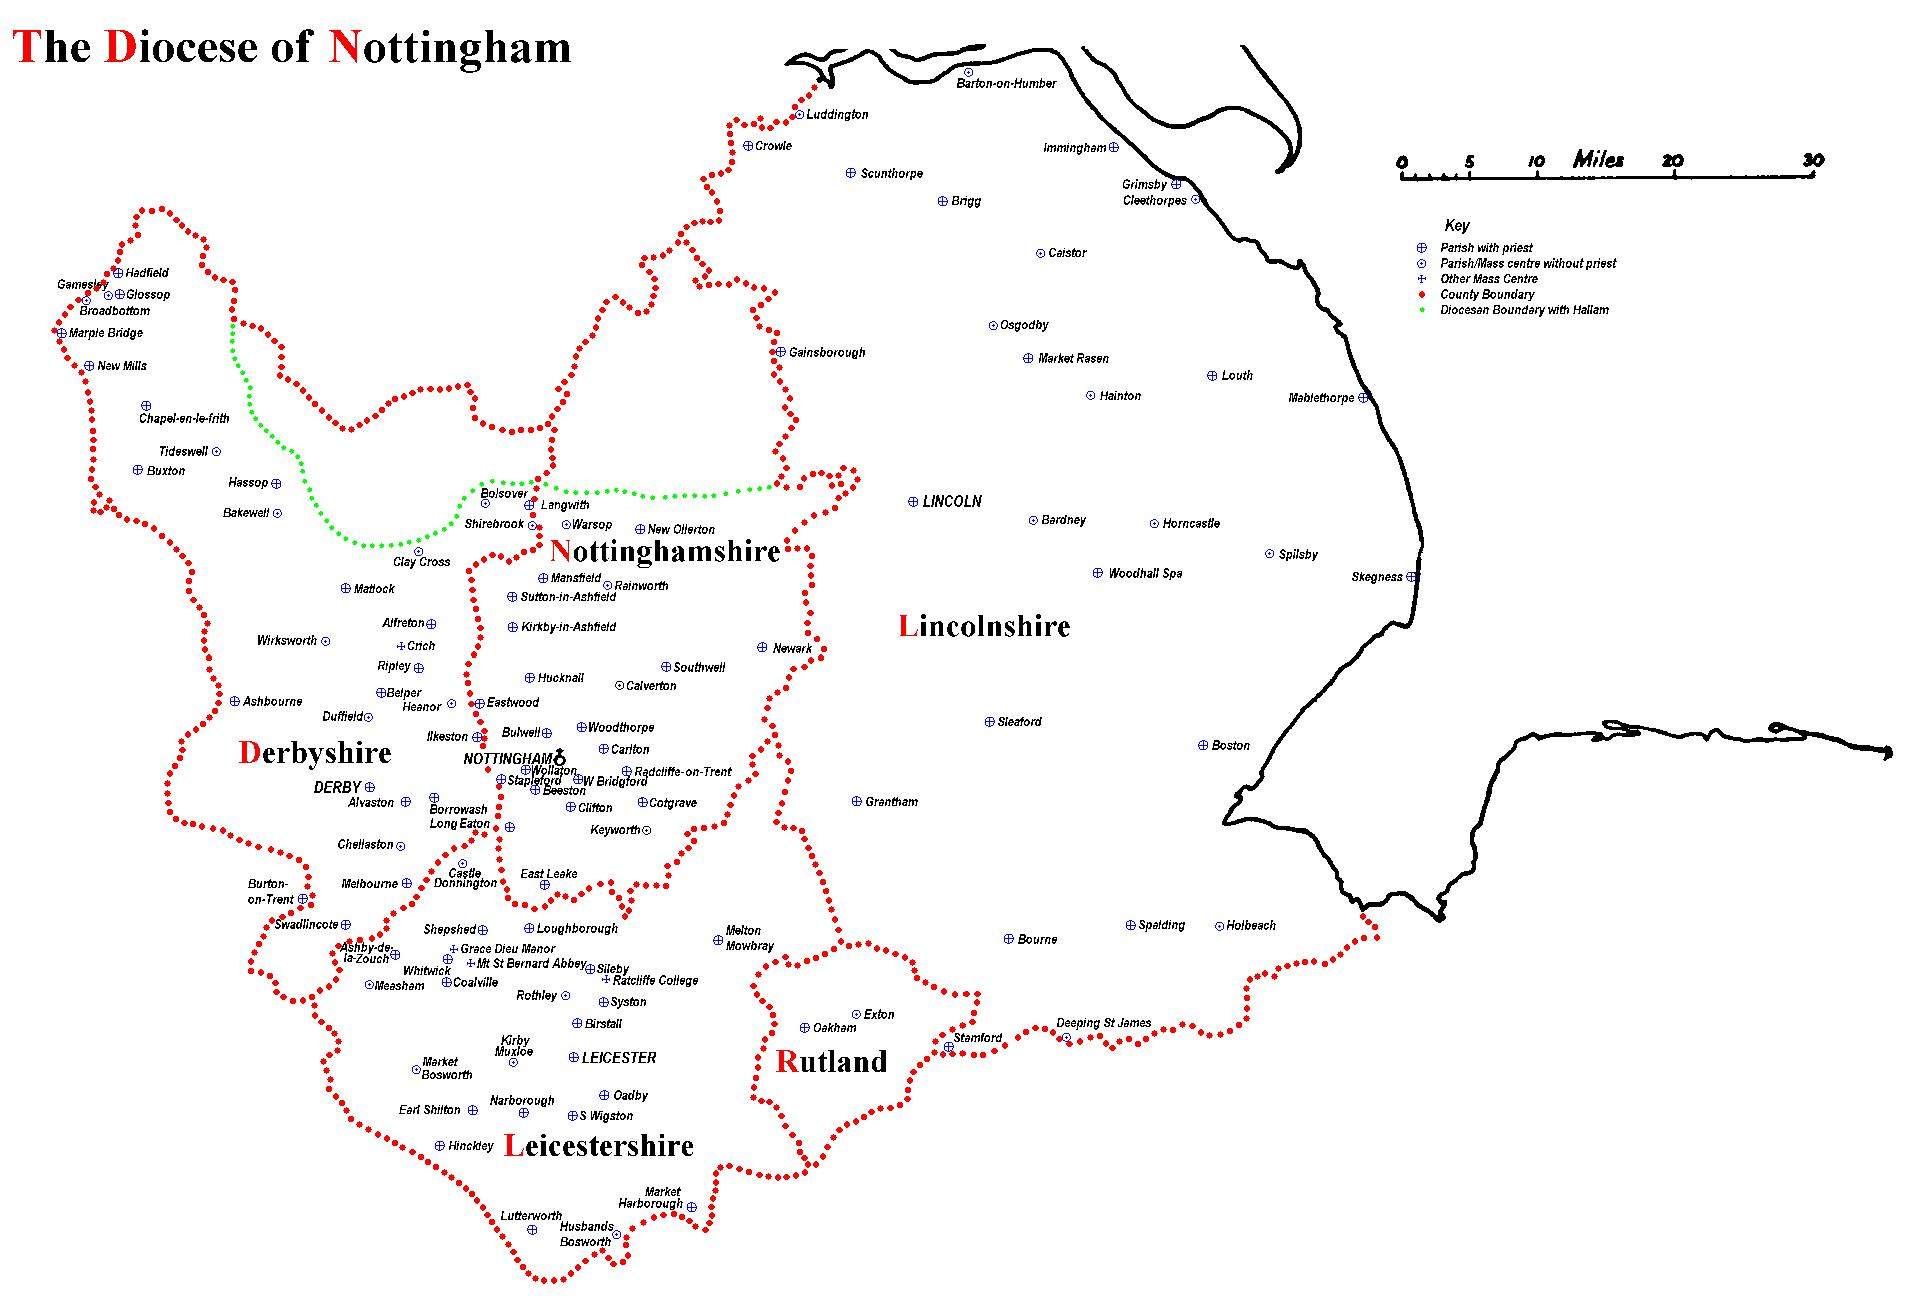 The Diocese of Nottingham
Barton-on-Humber
Luddington
Crowle
Immingham
0 5 10 Miles 20 30
Scunthorpe
Grimsby
Cleethorpes
Brigg
Key
Parish with priest
Parish/Mass centre without priest
Other Mass Centre
County Boundary
Diocesan Boundary with Hallam
Caistor
Hadfield
Gamesley
Glossop
Broadbottom
Marple Bridge
New Mills
Osgodby
Gainsborough
Market Rasen
Louth
Hainton
Mablethorpe
Chapel-en-le-frith
Tideswell
Buxton
Hassop
Bakewell
Bolsover
Langwith
Shirebrook
Warsop
New Ollerton
LINCOLN
Bardney
Horncastle
Spilsby
Woodhall Spa
Skegness
Nottinghamshire
Clay Cross
Matlock
Mansfield
Rainworth
Sutton-in-Ashfield
Alfreton
Kirkby-in-Ashfield
Lincolnshire
Wirksworth
Crich
Ripley
Newark
Southwell
Hucknall
Calverton
Belper
Heanor
Eastwood
Ashbourne
Duffield
Ilkeston
Bulwell
Woodthorpe
Sleaford
Boston
Derbyshire
Carlton
NOTTINGHAM
Wollaton
Radcliffe-on-Trent
Stapleford
W Bridgford
DERBY
Beeston
Alvaston
Borrowash
Clifton
Cotgrave
Grantham
Long Eaton
Keyworth
Chellaston
Castle
Donnington
East Leake
Melbourne
Burton-
on-Trent
Swadlincote
Shepshed
Loughborough
Melton
Mowbray
Bourne
Spalding
Holbeach
Ashby-de-
la-Zouch
Grace Dieu Manor
Whitwick
Mt St Bernard Abbey
Sileby
Measham
Coalville
Ratcliffe College
Rothley
Syston
Birstall
Exton
Oakham
Rutland
Stamford
Deeping St James
Kirby
Muxloe
Market
Bosworth
LEICESTER
Oadby
Narborough
Earl Shilton
S Wigston
Hinckley
Leicestershire
Market
Harborough
Lutterworth
Husbands
Bosworth